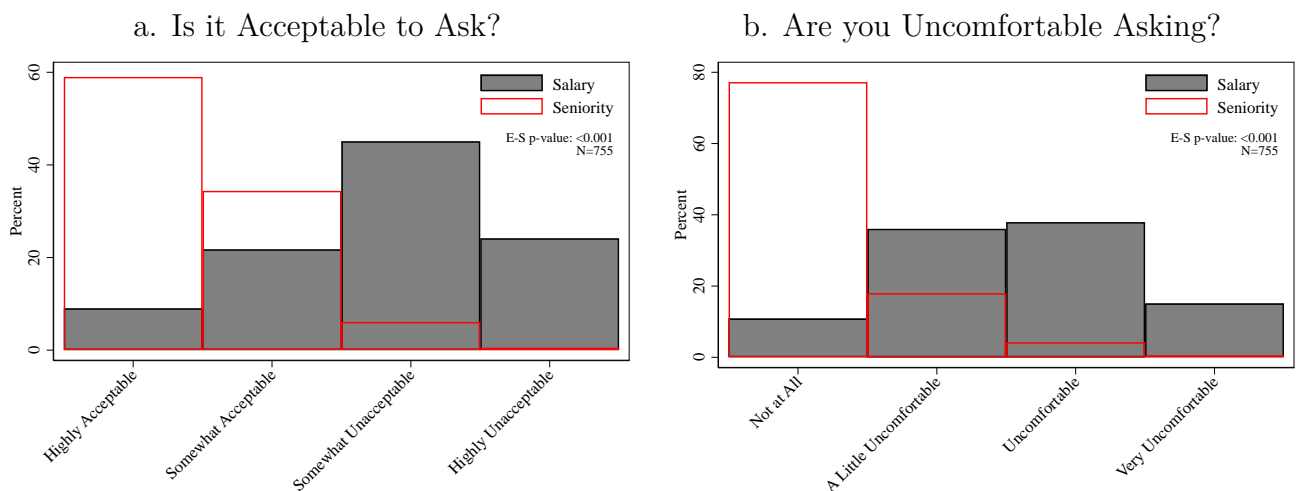 a. Is it Acceptable to Ask?
60
40
20
0
Percent
Salary
Seniority
E-S p-value: <0.001
N=755
Highly Acceptable
Somewhat Acceptable
Somewhat Unacceptable
Highly Unacceptable
b. Are you Uncomfortable Asking?
80
60
40
20
0
Percent
Salary
Seniority
E-S p-value: <0.001
N=755
Not at All
A Little Uncomfortable
Uncomfortable
Very Uncomfortable